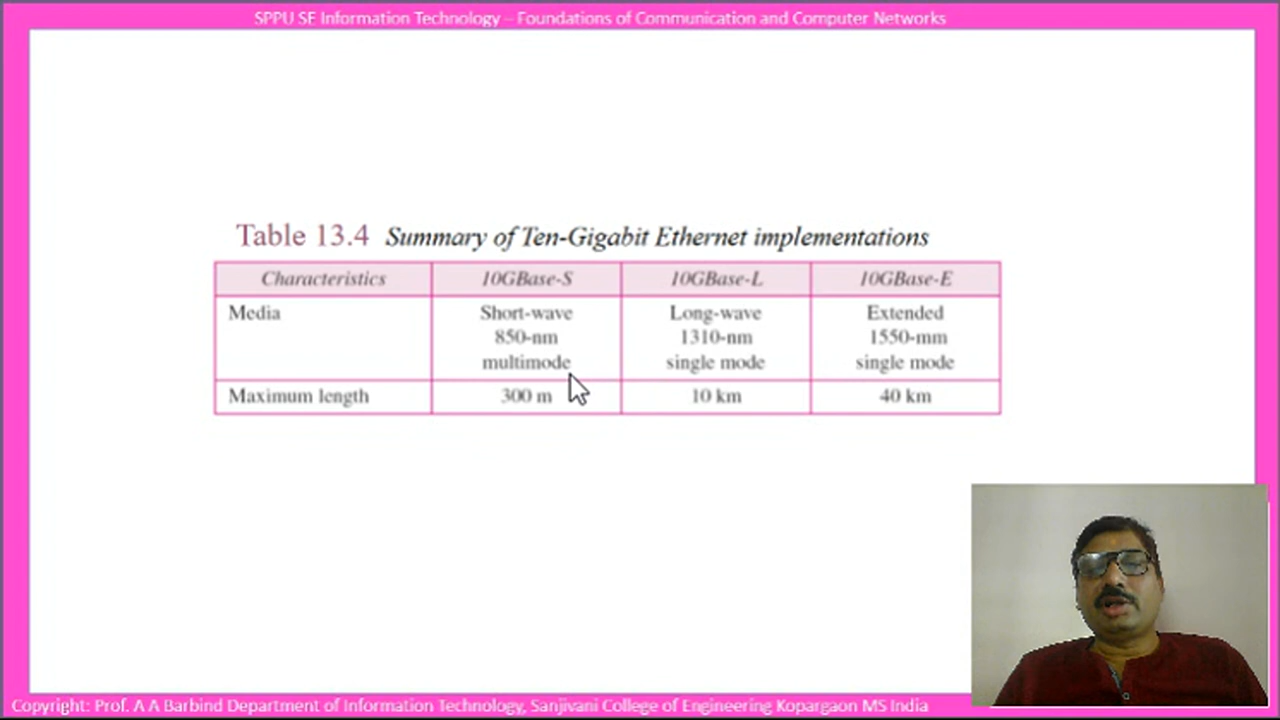 SPPU SE Information Technology – Foundations of Communication and Computer Networks
Table 13.4 Summary of Ten-Gigabit Ethernet implementations
Characteristics 10GBase-S 10GBase-L 10GBase-E
Media Short-wave Long-wave Extended
850-nm 1310-nm 1550-mm
multimode single mode single mode
Maximum length 300 m 10 km 40 km
Copyright: Prof. A A Barbind Department of Information Technology, Sanjivani College of Engineering Kopargaon MS India